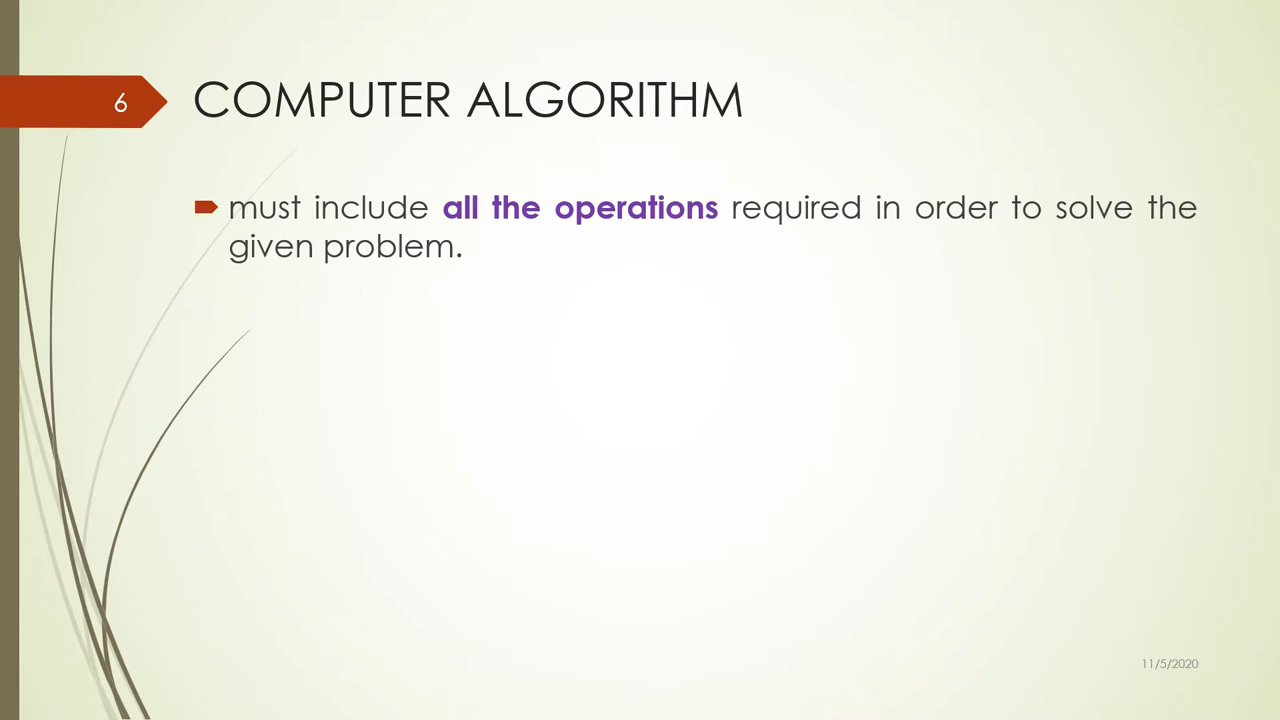 6
COMPUTER ALGORITHM
must include all the operations required in order to solve the
given problem.
11/5/2020